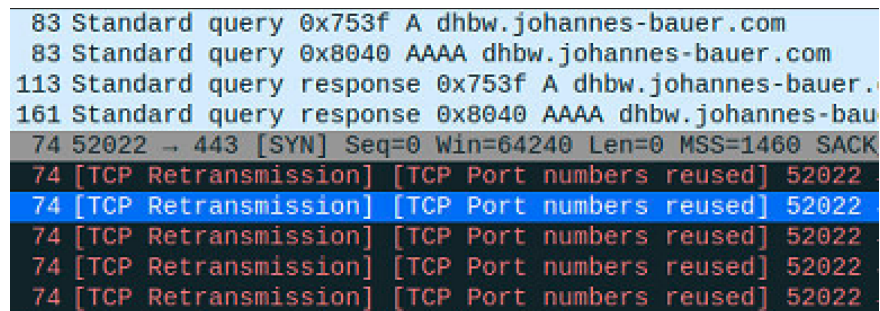 83 Standard query 0x753f A dhbw.johannes-bauer.com
83 Standard query 0x8040 AAAA dhbw.johannes-bauer.com
113 Standard query response 0x753f A dhbw.johannes-bauer.
161 Standard query response 0x8040 AAAA dhbw.johannes-bau
74 52022 → 443 [SYN] Seq=0 Win=64240 Len=0 MSS=1460 SACK
74 [TCP Retransmission] [TCP Port numbers reused] 52022
74 [TCP Retransmission] [TCP Port numbers reused] 52022
74 [TCP Retransmission] [TCP Port numbers reused] 52022
74 [TCP Retransmission] [TCP Port numbers reused] 52022
74 [TCP Retransmission] [TCP Port numbers reused] 52022